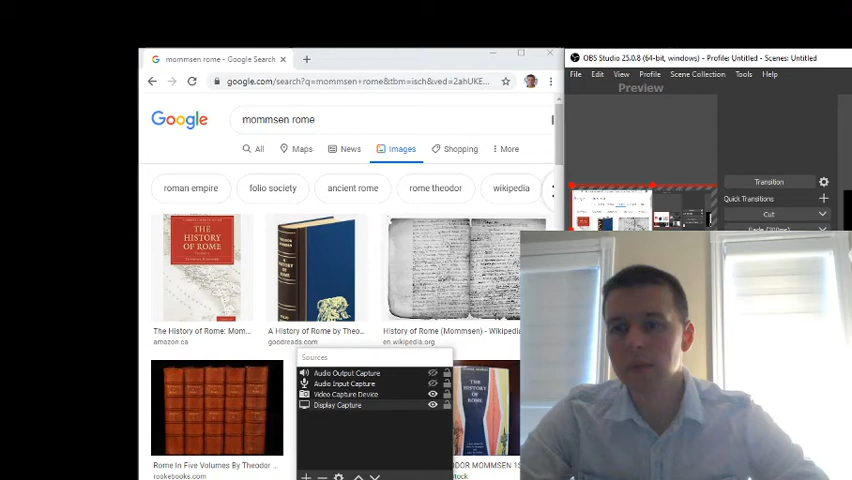 mommsen rome - Google Search
OBS Studio 25.0.8 (64-bit, windows) - Profile: Untitled - Scenes: Untitled
google.com/search?q=mommsen+rome&tbm=isch&ved=2ahUKE...
File Edit View Profile Scene Collection Tools Help
Preview
Google
mommsen rome
All Maps News Images Shopping More
Transition
roman empire folio society ancient rome rome theodor wikipedia
Quick Transitions
Cut
THE
HISTORY
OF
ROME
The History of Rome: Mom...
amazon.ca
A History of Rome by Theo...
goodreads.com
History of Rome (Mommsen) - Wikipedia
en.wikipedia.org
Sources
Audio Output Capture
Audio Input Capture
Video Capture Device
Display Capture
THE
HISTORY
OF
ROME
Rome In Five Volumes By Theodor
rookebooks.com
MOMMSEN